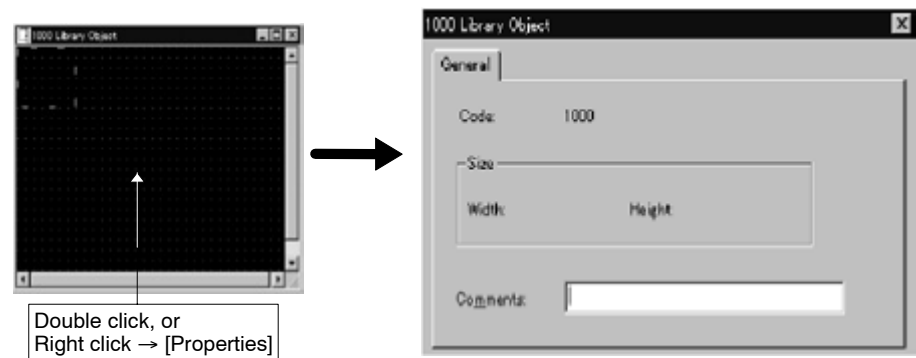 1000 Library Object
Double click, or
Right click → [Properties]
1000 Library Object
General
Code: 1000
Size
Width: Height:
Comments: